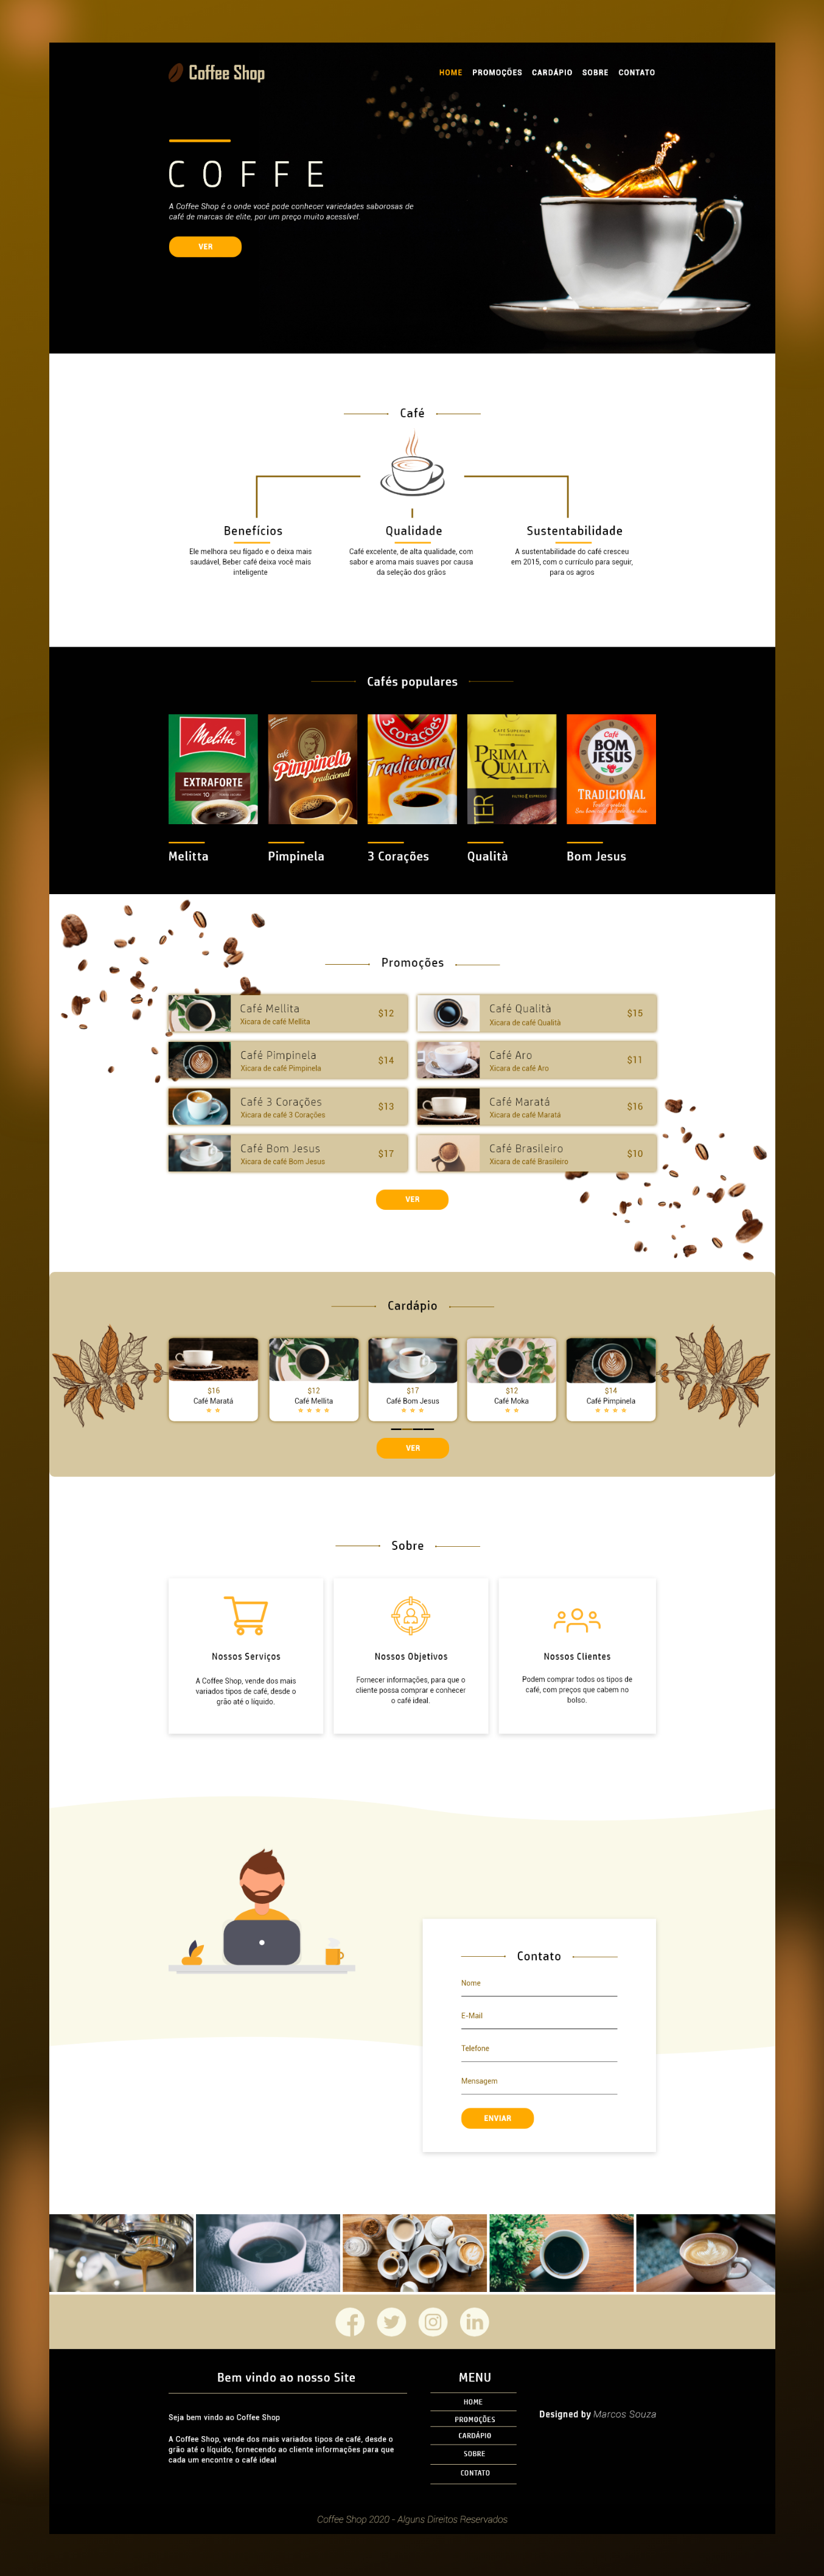 Coffee Shop
HOME PROMOÇÕES CARDÁPIO SOBRE CONTATO
COFFE
A Coffee Shop é o onde você pode conhecer variedades saborosas de
café de marcas de elite, por um preço muito acessível.
VER
Café
Benefícios
Ele melhora seu fígado e o deixa mais
saudável, Beber café deixa você mais
inteligente
Qualidade
Café excelente, de alta qualidade, com
sabor e aroma mais suaves por causa
da seleção dos grãos
Sustentabilidade
A sustentabilidade do café cresceu
em 2015, com o currículo para seguir,
para os agros
Cafés populares
Melitta
EXTRAFORTE
10
café
Pimpinela
tradicional
3 corações
Tradicional
CAFÉ SUPERIOR
PRIMA
QUALITÀ
Café
BOM
JESUS
TRADICIONAL
Melitta
Pimpinela
3 Corações
Qualità
Bom Jesus
Promoções
Café Mellita
Xicara de café Mellita
$12
Café Qualità
Xicara de café Qualità
$15
Café Pimpinela
Xicara de café Pimpinela
$14
Café Aro
Xicara de café Aro
$11
Café 3 Corações
Xicara de café 3 Corações
$13
Café Maratá
Xicara de café Maratá
$16
Café Bom Jesus
Xicara de café Bom Jesus
$17
Café Brasileiro
Xicara de café Brasileiro
$10
VER
Cardápio
$16
Café Maratá
$12
Café Mellita
$17
Café Bom Jesus
$12
Café Moka
$14
Café Pimpinela
VER
Sobre
Nossos Serviços
A Coffee Shop, vende dos mais
variados tipos de café, desde o
grão até o líquido.
Nossos Objetivos
Fornecer informações, para que o
cliente possa comprar e conhecer
o café ideal.
Nossos Clientes
Podem comprar todos os tipos de
café, com preços que cabem no
bolso.
Contato
Nome
E-Mail
Telefone
Mensagem
ENVIAR
Bem vindo ao nosso Site
Seja bem vindo ao Coffee Shop
A Coffee Shop, vende dos mais variados tipos de café, desde o
grão até o líquido, fornecendo ao cliente informações para que
cada um encontre o café ideal
MENU
HOME
PROMOÇÕES
CARDÁPIO
SOBRE
CONTATO
Designed by Marcos Souza
Coffee Shop 2020 - Alguns Direitos Reservados